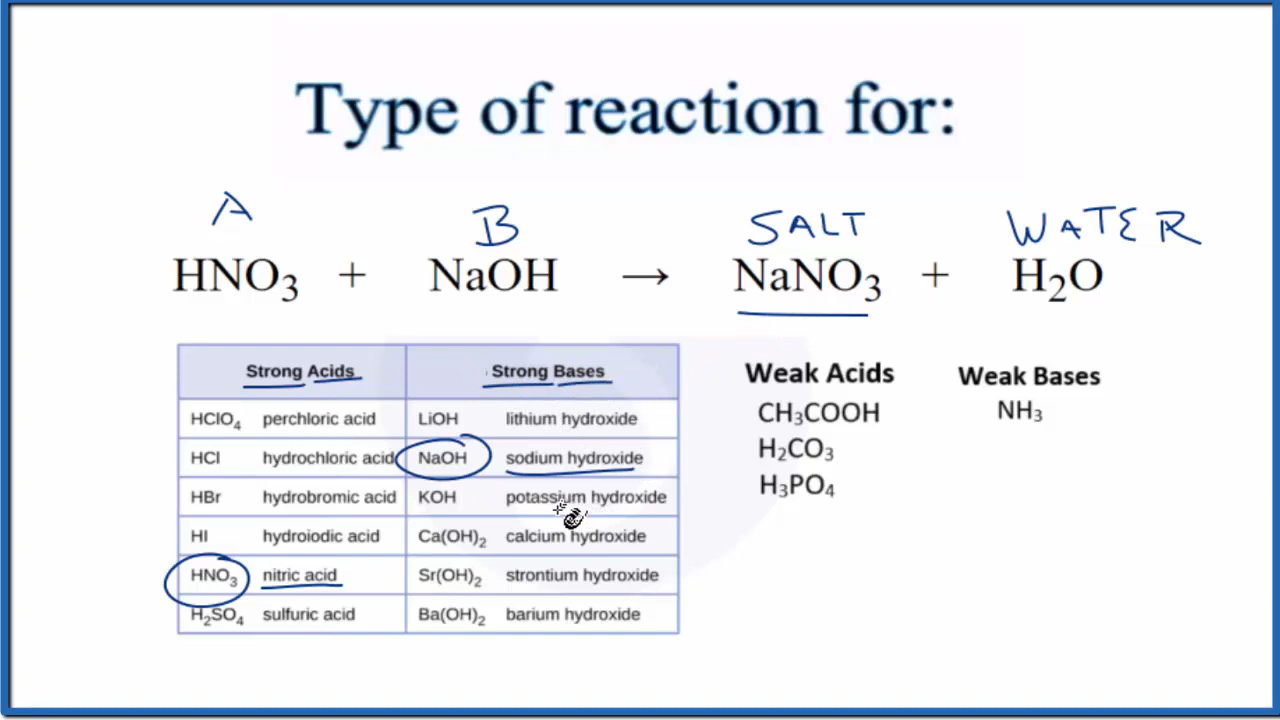 Type of reaction for:
A B SALT WATER
HNO₃ + NaOH → NaNO₃ + H₂O
Strong Acids Strong Bases
HClO₄ perchloric acid LiOH lithium hydroxide
HCl hydrochloric acid NaOH sodium hydroxide
HBr hydrobromic acid KOH potassium hydroxide
HI hydroiodic acid Ca(OH)₂ calcium hydroxide
HNO₃ nitric acid Sr(OH)₂ strontium hydroxide
H₂SO₄ sulfuric acid Ba(OH)₂ barium hydroxide
Weak Acids
CH₃COOH
H₂CO₃
H₃PO₄
Weak Bases
NH₃